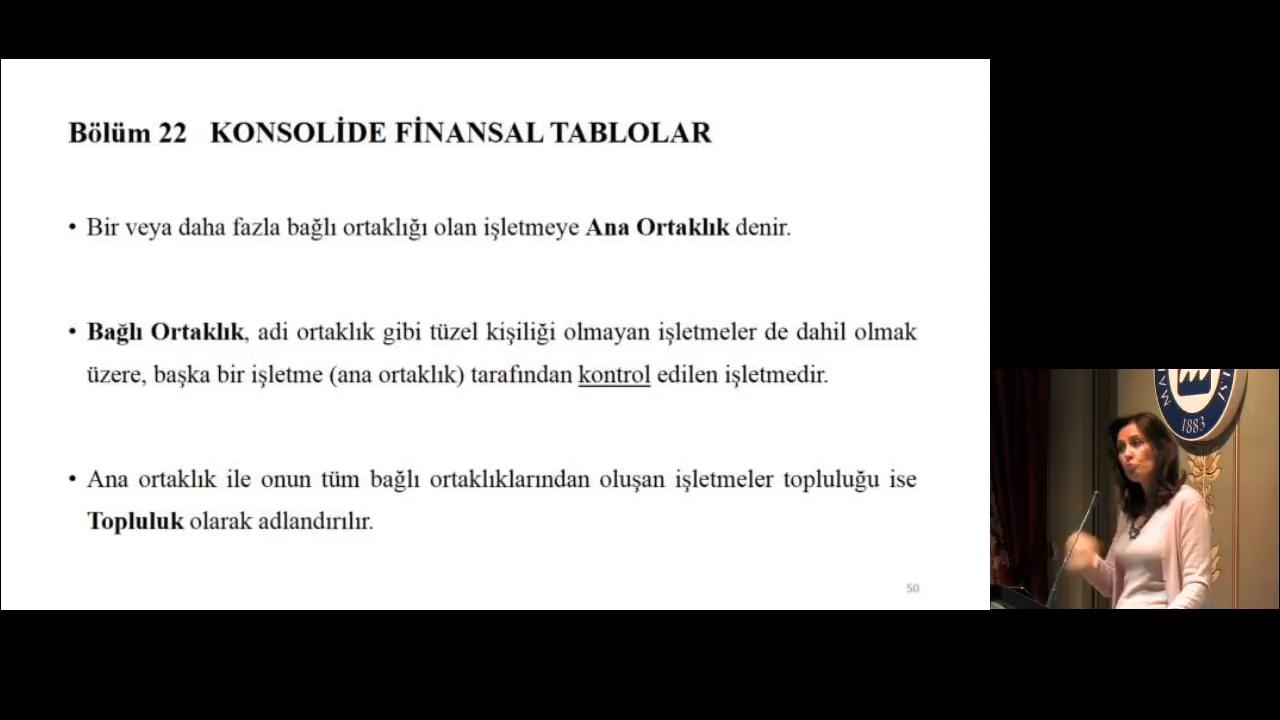 Bölüm 22 KONSOLİDE FİNANSAL TABLOLAR
• Bir veya daha fazla bağlı ortaklığı olan işletmeye Ana Ortaklık denir.
• Bağlı Ortaklık, adi ortaklık gibi tüzel kişiliği olmayan işletmeler de dahil olmak
üzere, başka bir işletme (ana ortaklık) tarafından kontrol edilen işletmedir.
• Ana ortaklık ile onun tüm bağlı ortaklıklarından oluşan işletmeler topluluğu ise
Topluluk olarak adlandırılır.
50
1883